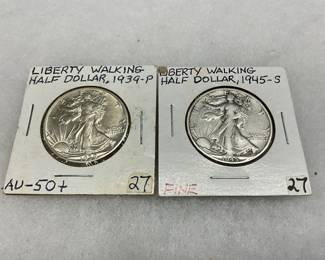 LIBERTY WALKING
HALF DOLLAR, 1939-P
AU-50+
27
LIBERTY WALKING
HALF DOLLAR, 1945-S
FINE
27